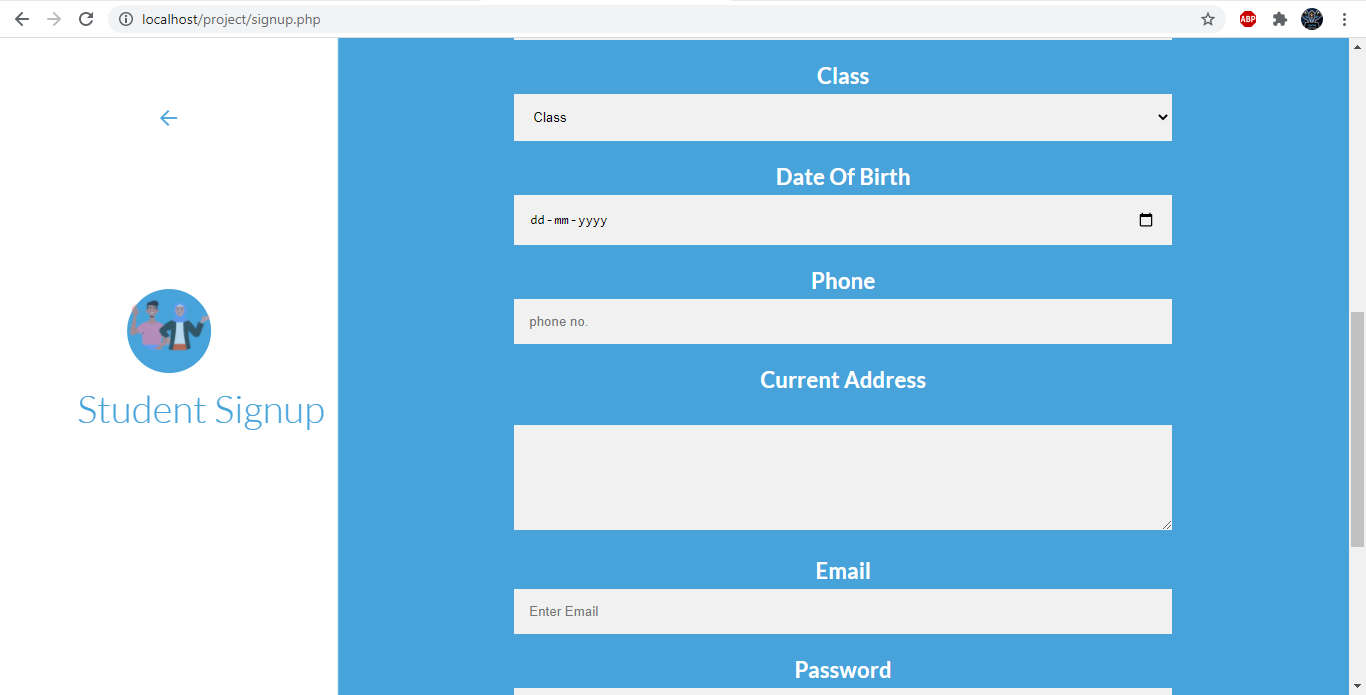 localhost/project/signup.php
ABP
Class
Class
Date Of Birth
dd-mm-yyyy
Phone
phone no.
Current Address
Student Signup
Email
Enter Email
Password